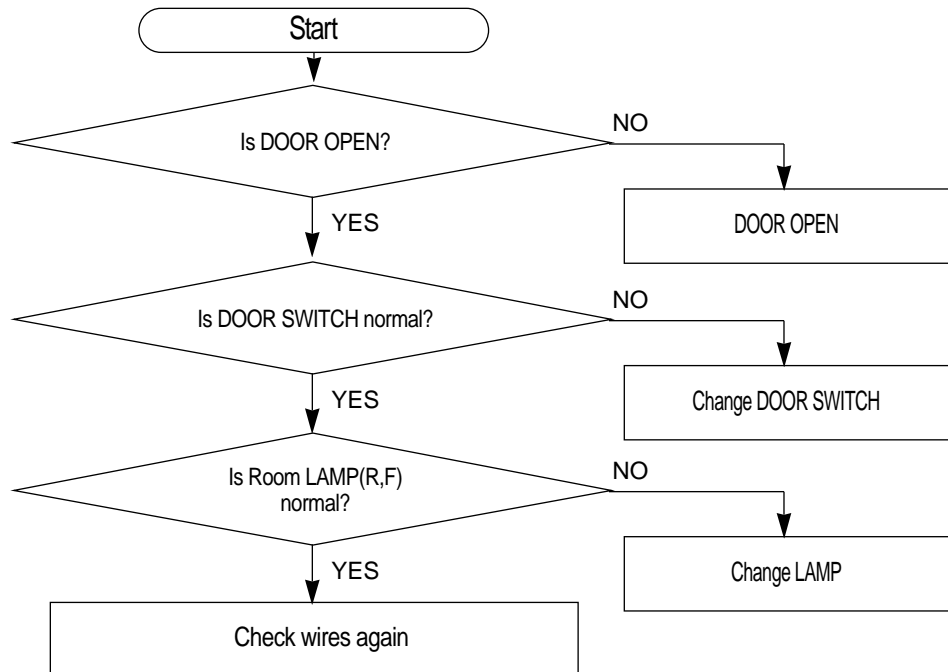 Start
Is DOOR OPEN?
NO
DOOR OPEN
YES
Is DOOR SWITCH normal?
NO
Change DOOR SWITCH
YES
Is Room LAMP(R,F)
normal?
NO
Change LAMP
YES
Check wires again